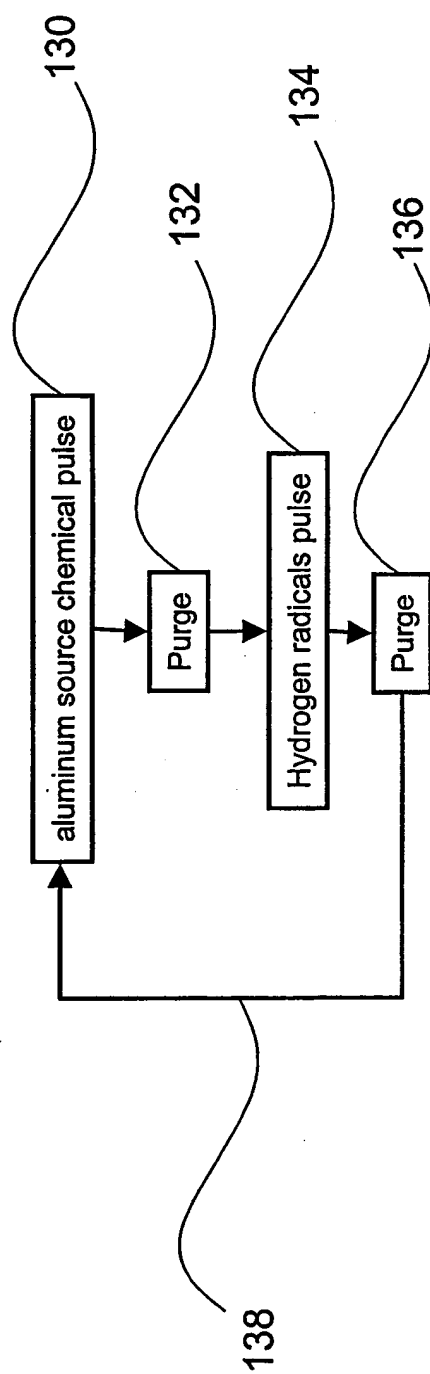 aluminum source chemical pulse
130
Purge
132
Hydrogen radicals pulse
134
Purge
136
138